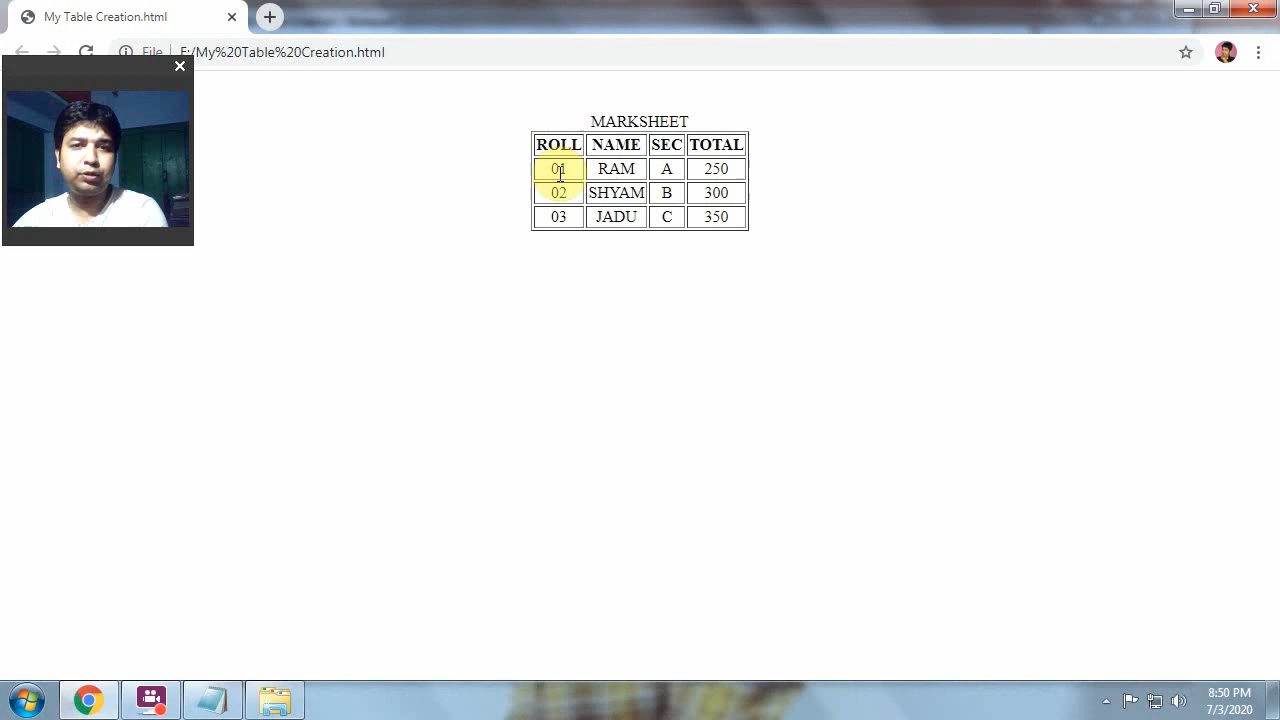 My Table Creation.html
File | F:/My%20Table%20Creation.html
MARKSHEET
ROLL NAME SEC TOTAL
01 RAM A 250
02 SHYAM B 300
03 JADU C 350
8:50 PM
7/3/2020